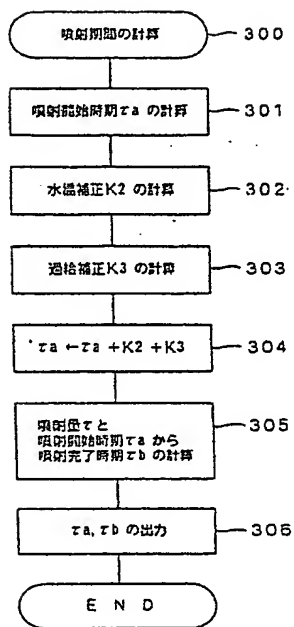 噴射期間の計算
300
噴射開始時期τaの計算
301
水温補正K2の計算
302
過給補正K3の計算
303
τa←τa+K2+K3
304
噴射量τと
噴射開始時期τaから
噴射完了時期τbの計算
305
τa,τbの出力
306
END